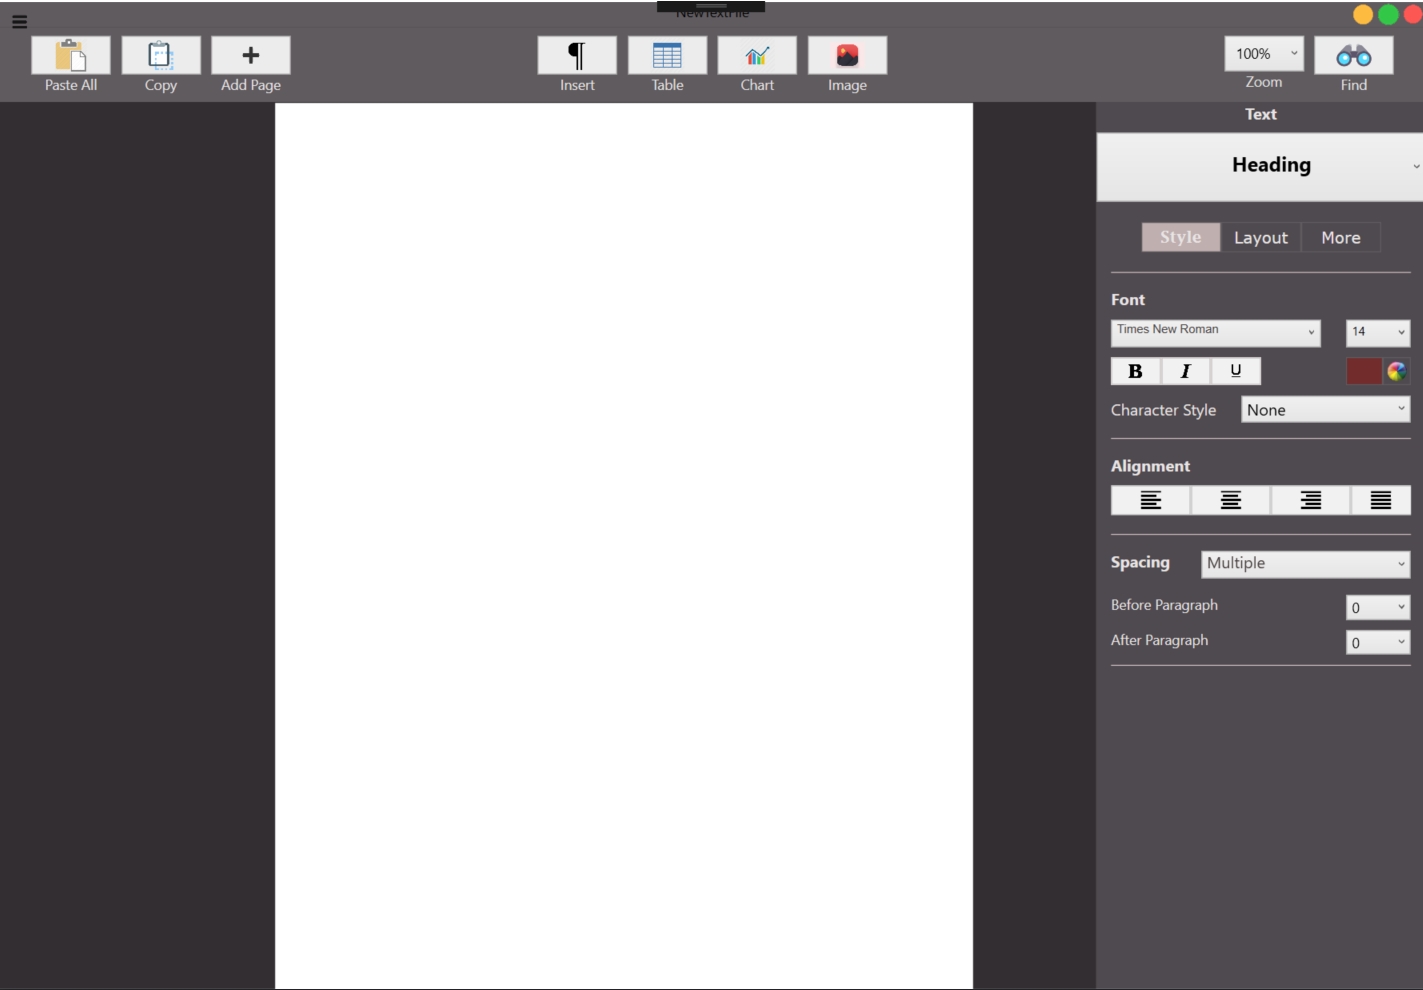 NewTextFile
Paste All
Copy
Add Page
Insert
Table
Chart
Image
100%
Zoom
Find
Text
Heading
Style
Layout
More
Font
Times New Roman
14
B
I
U
Character Style
None
Alignment
Spacing
Multiple
Before Paragraph
0
After Paragraph
0